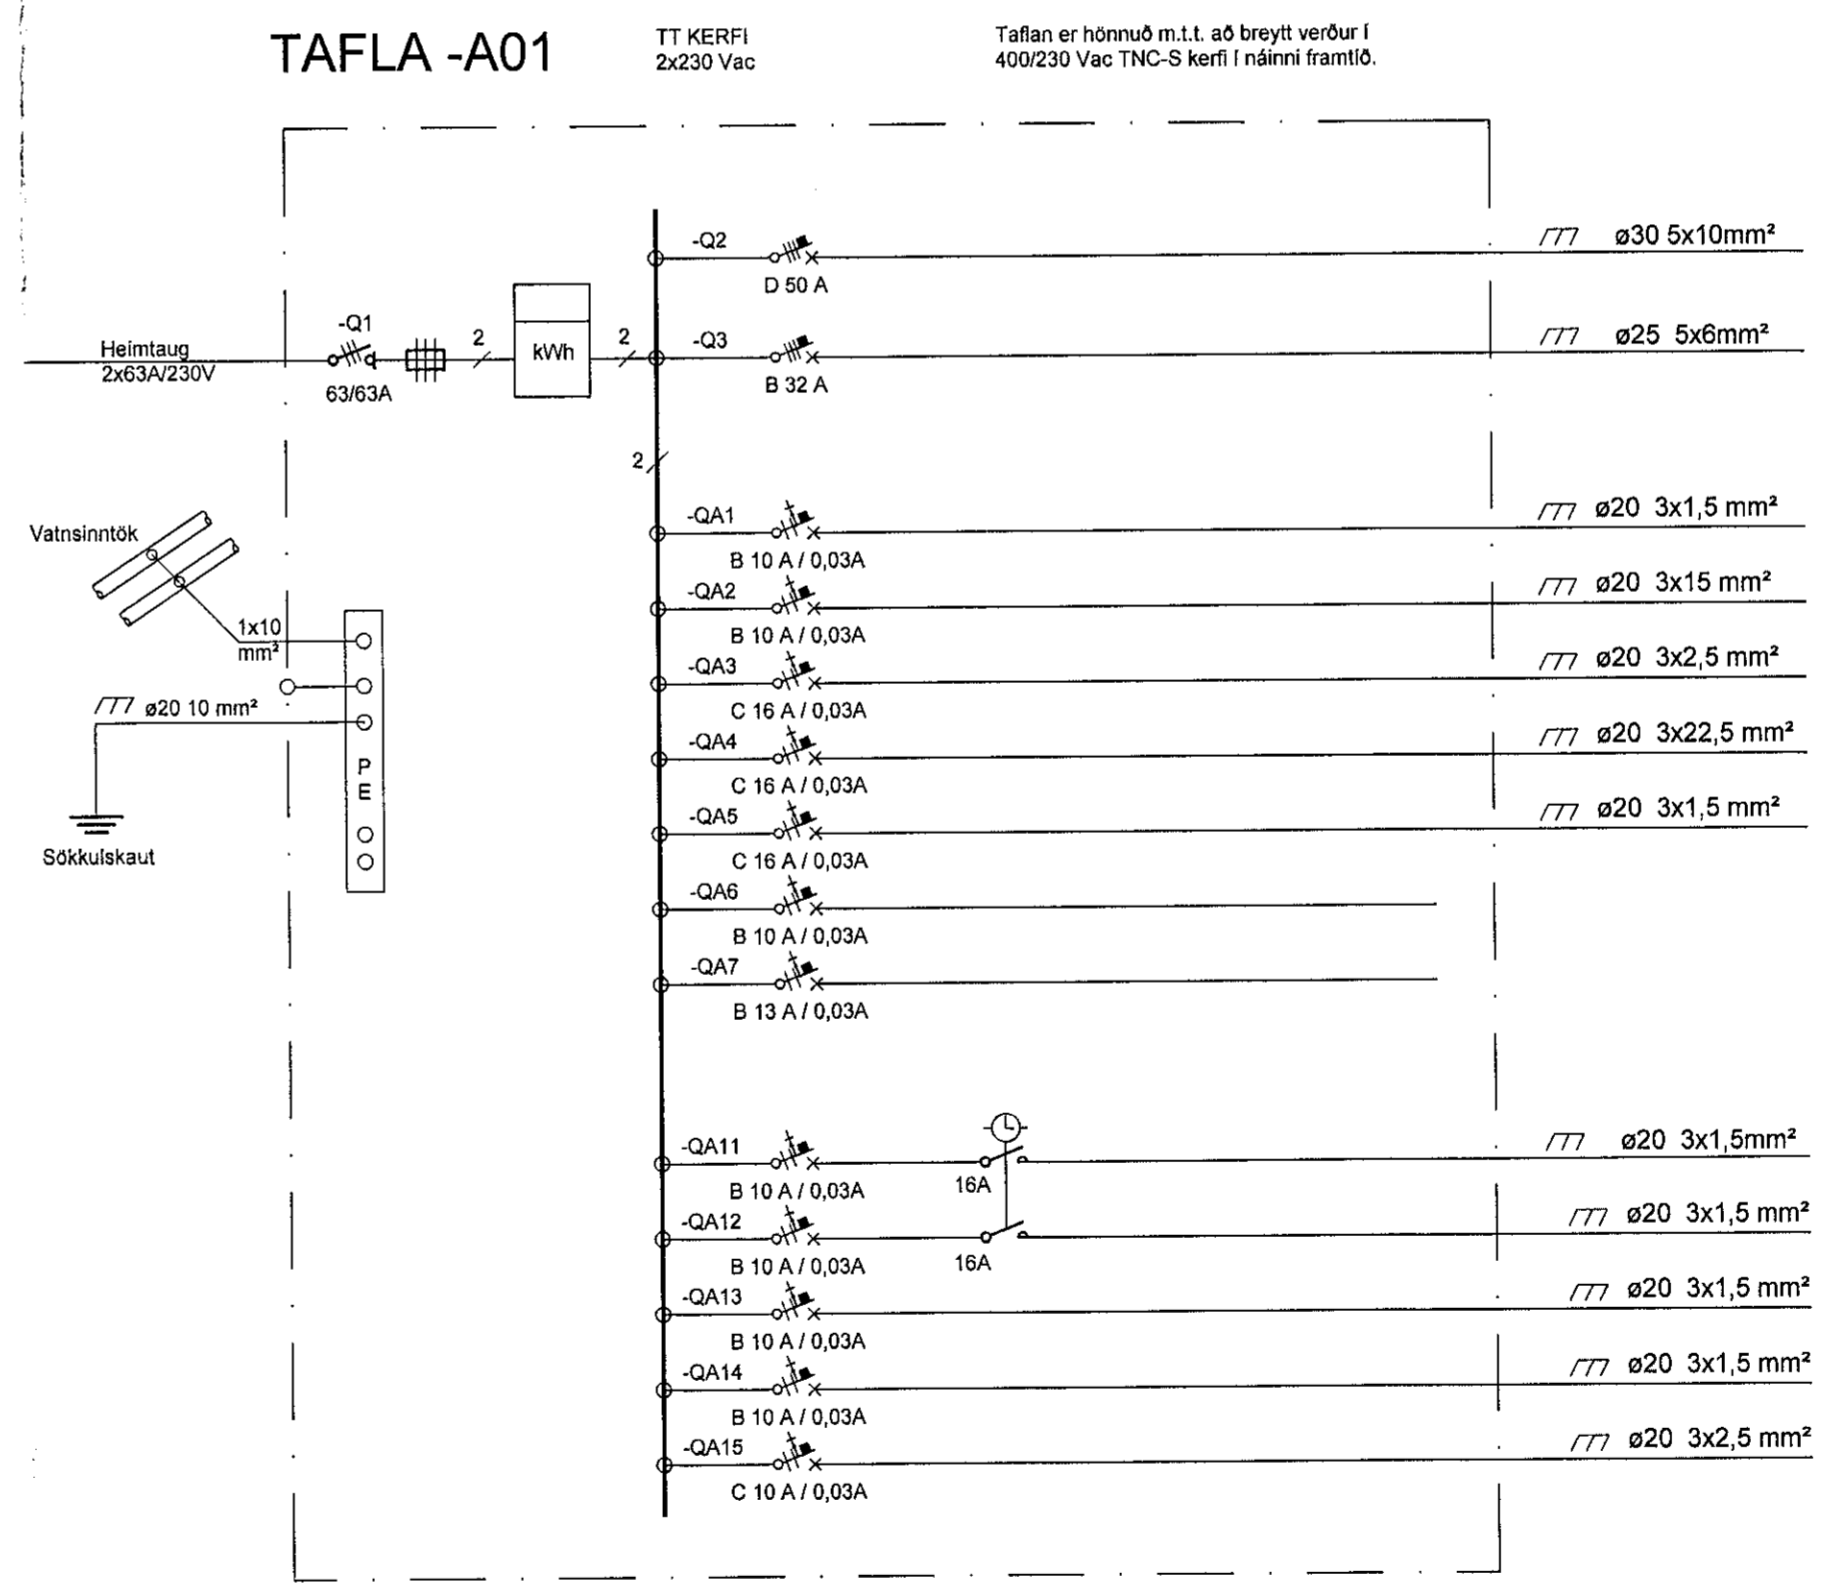 TAFLA -A01
TT KERFI
2x230 Vac
Taflan er hönnuð m.t.t. að breytt verður í
400/230 Vac TNC-S kerfi í náinni framtíð.
-Q2
D 50 A
ø30 5x10mm²
Heimtaug
2x63A/230V
-Q1
63/63A
2
kWh
2
-Q3
B 32 A
ø25 5x6mm²
2
Vatnsinntök
1x10
mm²
ø20 10 mm²
Sökkulskaut
P
E
-QA1
B 10 A / 0,03A
ø20 3x1,5 mm²
-QA2
B 10 A / 0,03A
ø20 3x15 mm²
-QA3
C 16 A / 0,03A
ø20 3x2,5 mm²
-QA4
C 16 A / 0,03A
ø20 3x22,5 mm²
-QA5
C 16 A / 0,03A
ø20 3x1,5 mm²
-QA6
B 10 A / 0,03A
-QA7
B 13 A / 0,03A
-QA11
B 10 A / 0,03A
16A
ø20 3x1,5mm²
-QA12
B 10 A / 0,03A
16A
ø20 3x1,5 mm²
-QA13
B 10 A / 0,03A
ø20 3x1,5 mm²
-QA14
B 10 A / 0,03A
ø20 3x1,5 mm²
-QA15
C 10 A / 0,03A
ø20 3x2,5 mm²